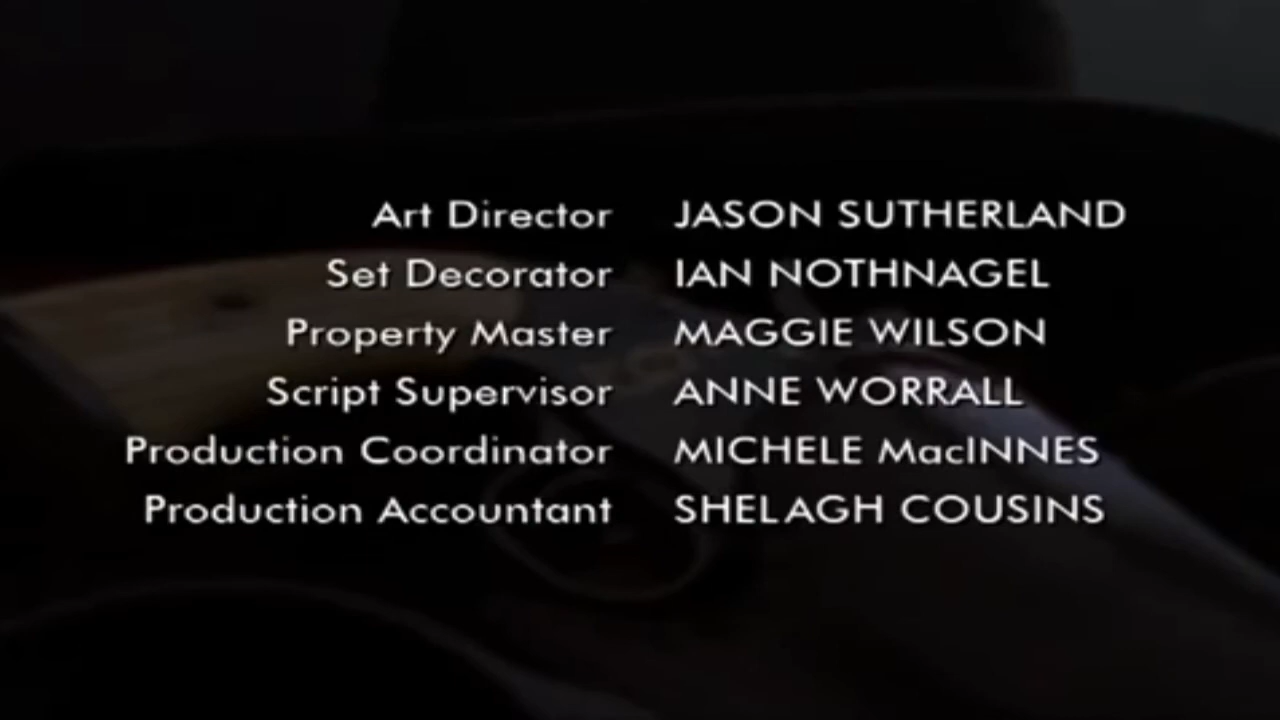 Art Director JASON SUTHERLAND
Set Decorator IAN NOTHNAGEL
Property Master MAGGIE WILSON
Script Supervisor ANNE WORRALL
Production Coordinator MICHELE MacINNES
Production Accountant SHELAGH COUSINS